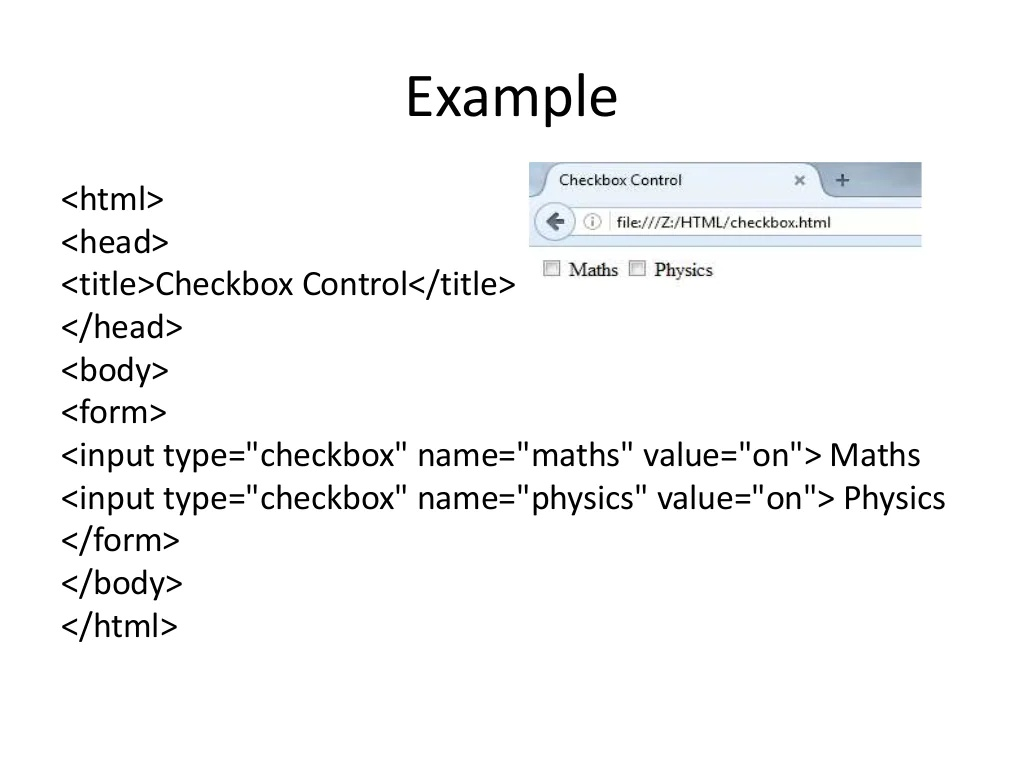 Example
<html>
<head>
<title>Checkbox Control</title>
</head>
<body>
<form>
<input type="checkbox" name="maths" value="on"> Maths
<input type="checkbox" name="physics" value="on"> Physics
</form>
</body>
</html>
Checkbox Control
file:///Z:/HTML/checkbox.html
Maths Physics